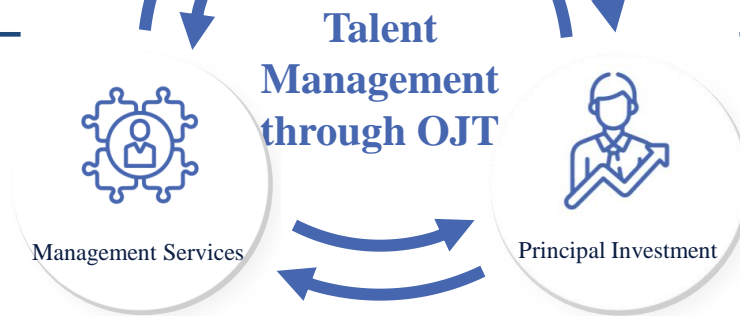 Talent
Management
through OJT
Management Services
Principal Investment